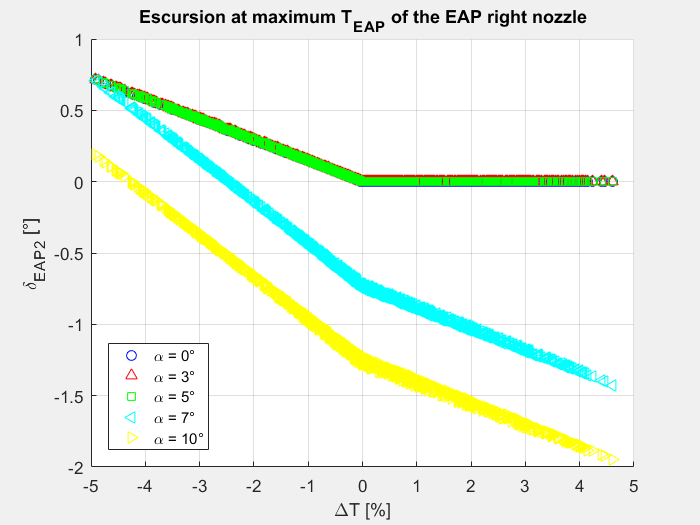 Escursion at maximum T_EAP of the EAP right nozzle
1
0.5
0
-0.5
-1
-1.5
-2
δ_EAP2 [°]
α = 0°
α = 3°
α = 5°
α = 7°
α = 10°
-5 -4 -3 -2 -1 0 1 2 3 4 5
ΔT [%]